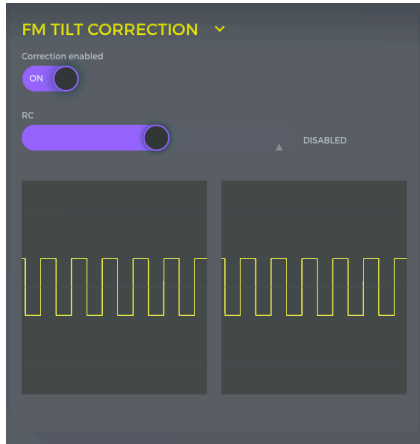 FM TILT CORRECTION
Correction enabled
ON
RC
DISABLED